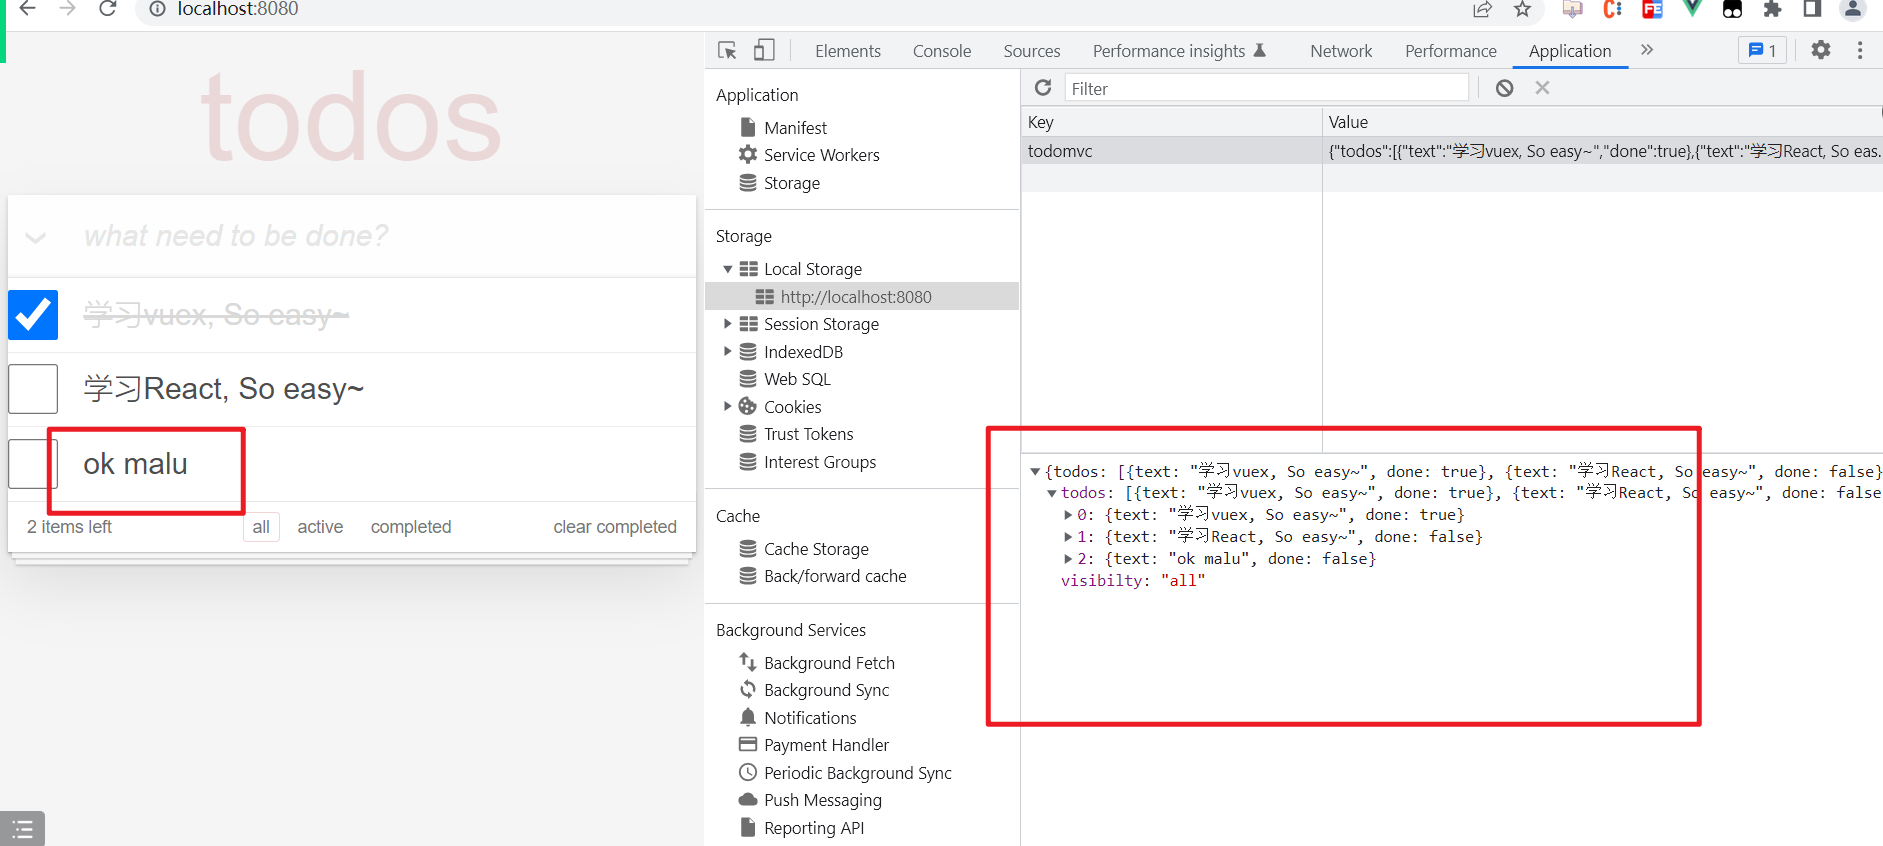 localhost:8080
todos
what need to be done?
学习vuex, So easy~
学习React, So easy~
ok malu
2 items left
all
active
completed
clear completed
Elements
Console
Sources
Performance insights
Network
Performance
Application
1
Application
Manifest
Service Workers
Storage
Storage
Local Storage
http://localhost:8080
Session Storage
IndexedDB
Web SQL
Cookies
Trust Tokens
Interest Groups
Cache
Cache Storage
Back/forward cache
Background Services
Background Fetch
Background Sync
Notifications
Payment Handler
Periodic Background Sync
Push Messaging
Reporting API
Filter
Key
Value
todomvc
{"todos":[{"text":"学习vuex, So easy~","done":true},{"text":"学习React, So eas...
{todos: [{text: "学习vuex, So easy~", done: true}, {text: "学习React, So easy~", done: false}
todos: [{text: "学习vuex, So easy~", done: true}, {text: "学习React, So easy~", done: false
0: {text: "学习vuex, So easy~", done: true}
1: {text: "学习React, So easy~", done: false}
2: {text: "ok malu", done: false}
visibilty: "all"